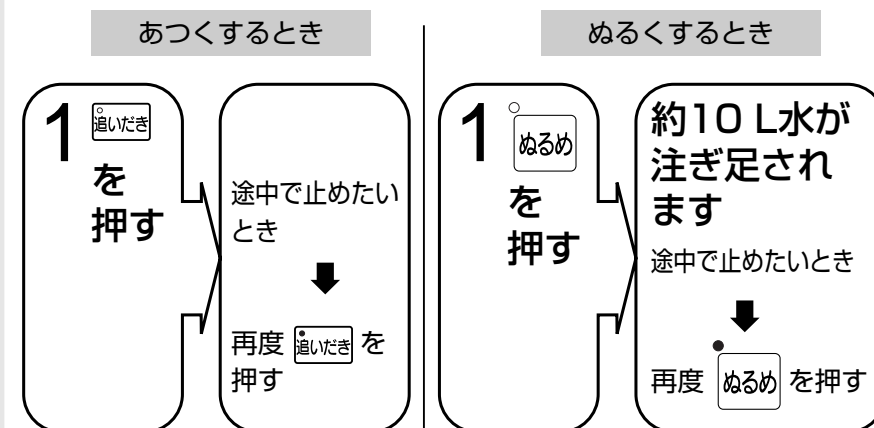 あつくするとき
1 追いだき
を
押す
途中で止めたい
とき
再度 追いだき を
押す
ぬるくするとき
1 ぬるめ
を
押す
約10 L水が
注ぎ足され
ます
途中で止めたいとき
再度 ぬるめ を押す